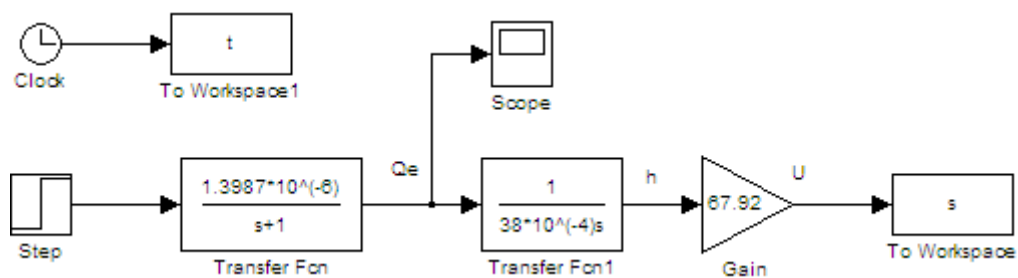 t
Clock
To Workspace1
Scope
Qe
h
U
1.3987*10^(-6)
s+1
1
38*10^(-4)s
67.92
s
Step
Transfer Fcn
Transfer Fcn1
Gain
To Workspace